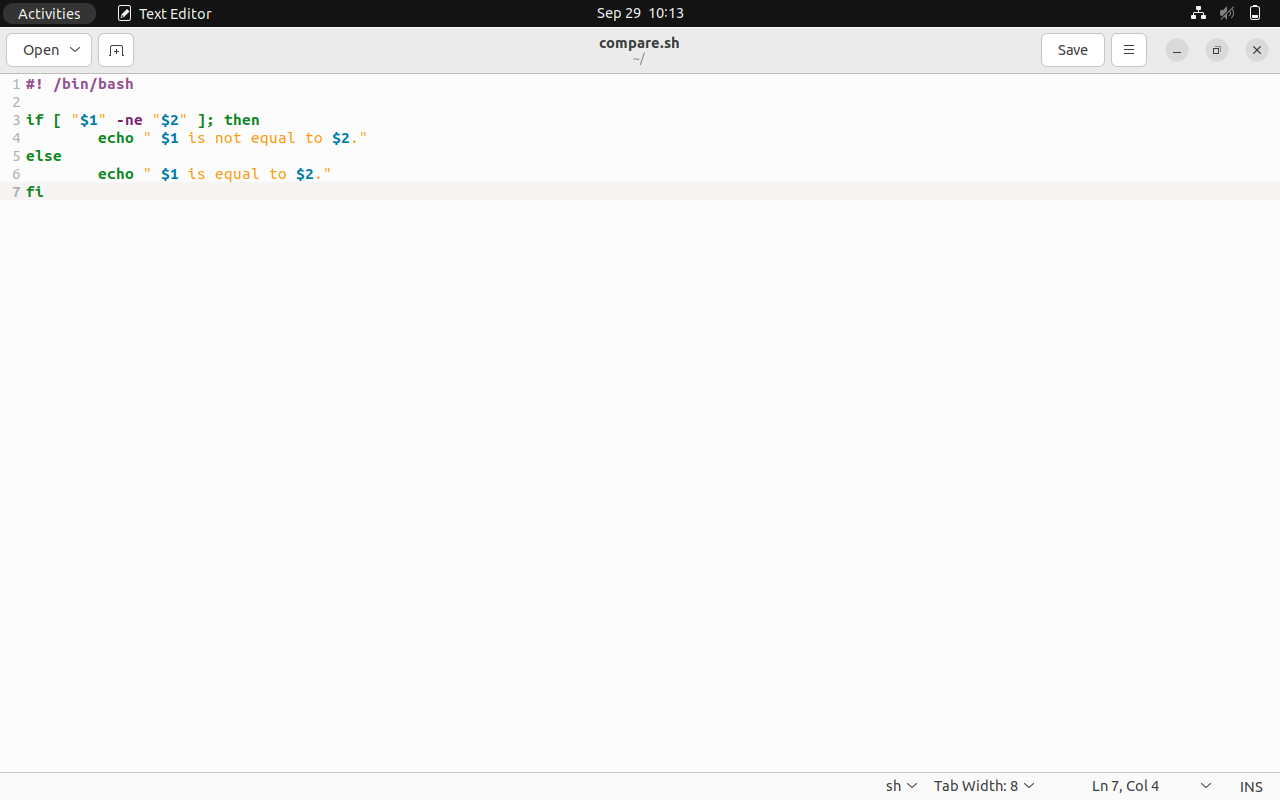 Activities Text Editor Sep 29 10:13
Open compare.sh Save
~/
1 #! /bin/bash
2
3 if [ "$1" -ne "$2" ]; then
4         echo " $1 is not equal to $2."
5 else
6         echo " $1 is equal to $2."
7 fi
sh Tab Width: 8 Ln 7, Col 4 INS